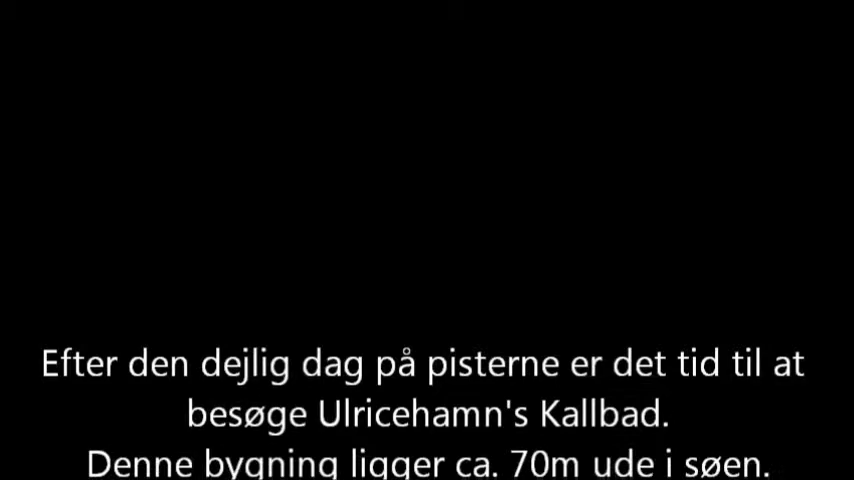 Efter den dejlig dag på pisterne er det tid til at
besøge Ulricehamn's Kallbad.
Denne bygning ligger ca. 70m ude i søen.